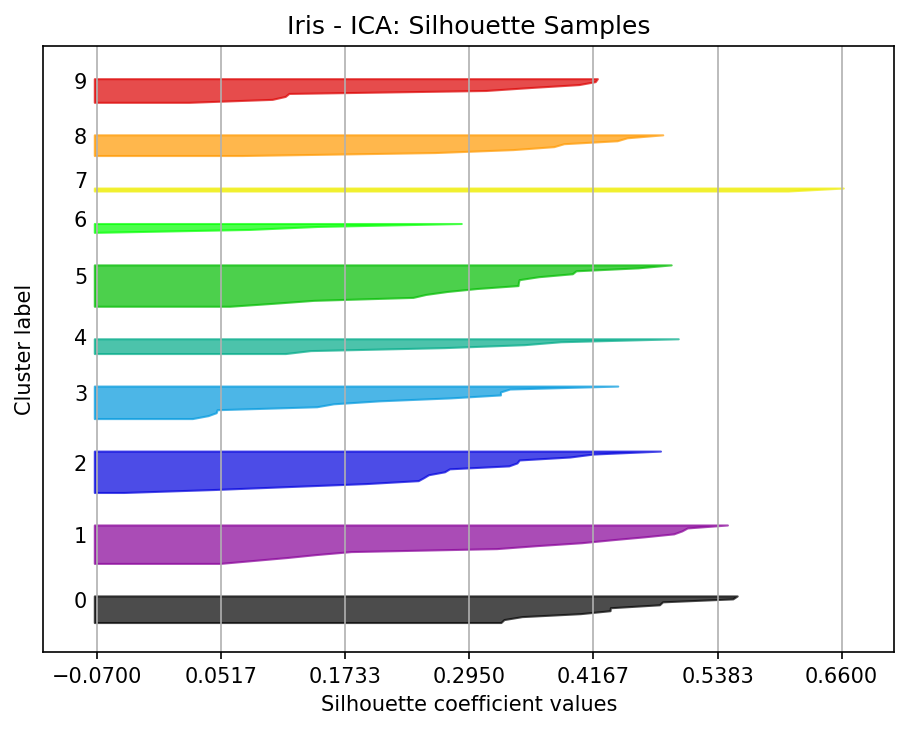 Iris - ICA: Silhouette Samples
Cluster label
9
8
7
6
5
4
3
2
1
0
−0.0700 0.0517 0.1733 0.2950 0.4167 0.5383 0.6600
Silhouette coefficient values